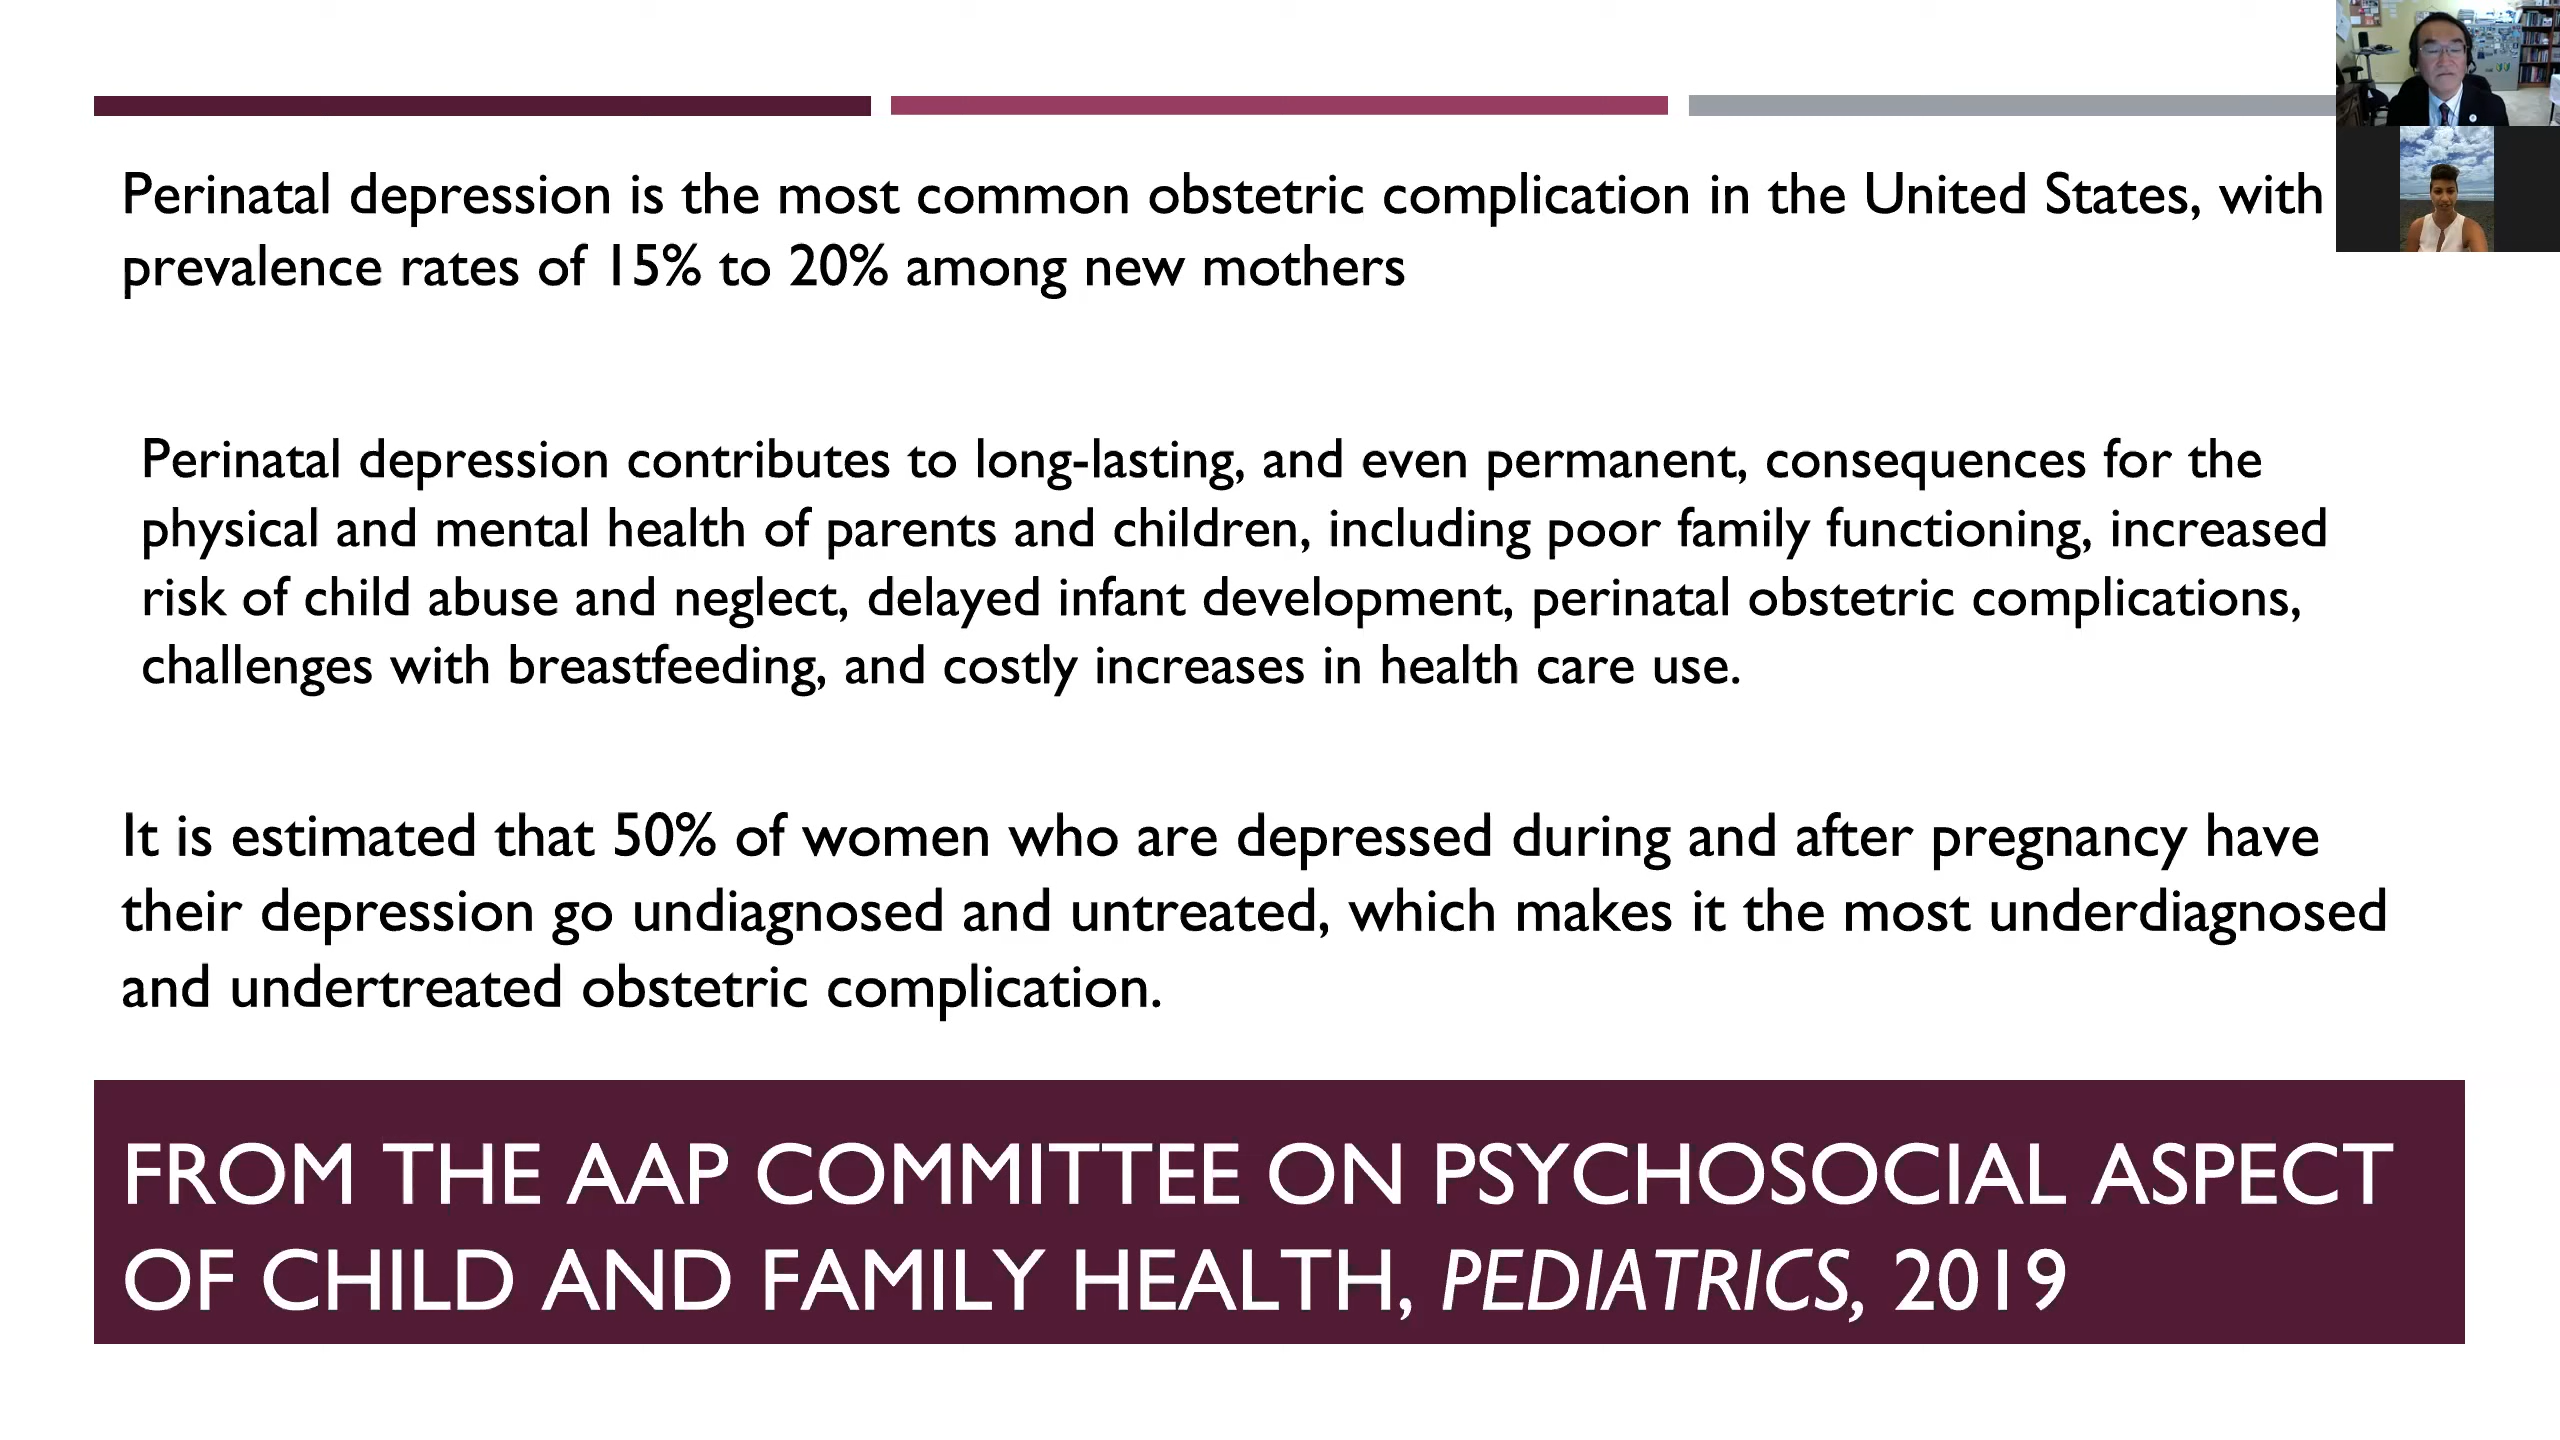 Perinatal depression is the most common obstetric complication in the United States, with
prevalence rates of 15% to 20% among new mothers
Perinatal depression contributes to long-lasting, and even permanent, consequences for the
physical and mental health of parents and children, including poor family functioning, increased
risk of child abuse and neglect, delayed infant development, perinatal obstetric complications,
challenges with breastfeeding, and costly increases in health care use.
It is estimated that 50% of women who are depressed during and after pregnancy have
their depression go undiagnosed and untreated, which makes it the most underdiagnosed
and undertreated obstetric complication.
FROM THE AAP COMMITTEE ON PSYCHOSOCIAL ASPECT
OF CHILD AND FAMILY HEALTH, PEDIATRICS, 2019